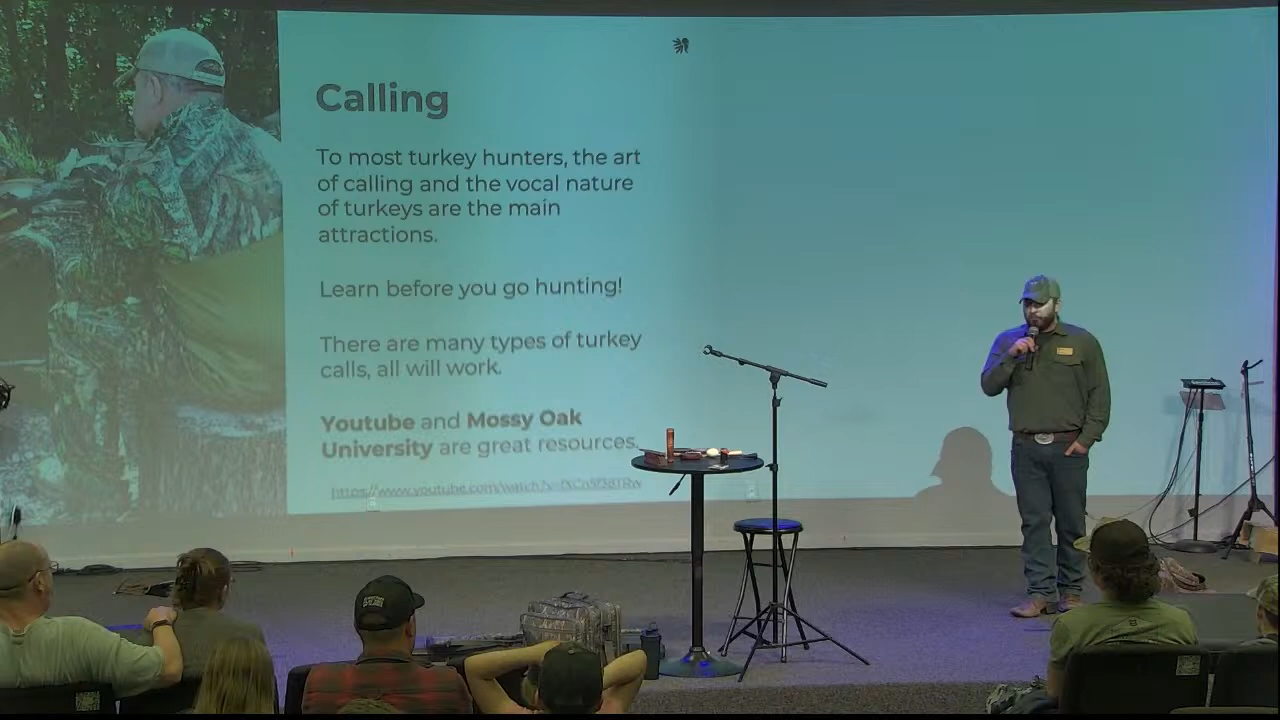 Calling
To most turkey hunters, the art
of calling and the vocal nature
of turkeys are the main
attractions.
Learn before you go hunting!
There are many types of turkey
calls, all will work.
Youtube and Mossy Oak
University are great resources.